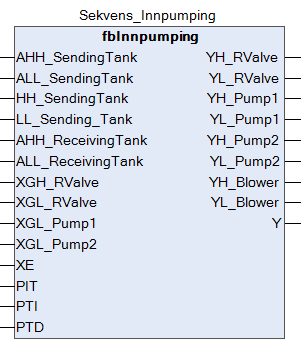 Sekvens_Innpumping
fbInnpumping
AHH_SendingTank YH_RValve
ALL_SendingTank YL_RValve
HH_SendingTank YH_Pump1
LL_Sending_Tank YL_Pump1
AHH_ReceivingTank YH_Pump2
ALL_ReceivingTank YL_Pump2
XGH_RValve YH_Blower
XGL_RValve YL_Blower
XGL_Pump1 Y
XGL_Pump2
XE
PIT
PTI
PTD